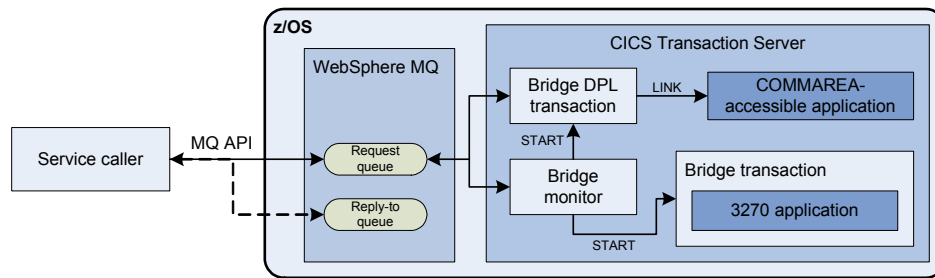 z/OS
CICS Transaction Server
WebSphere MQ
Bridge DPL
transaction
LINK
COMMAREA-
accessible application
Service caller
MQ API
Request
queue
START
Bridge
monitor
Bridge transaction
3270 application
Reply-to
queue
START